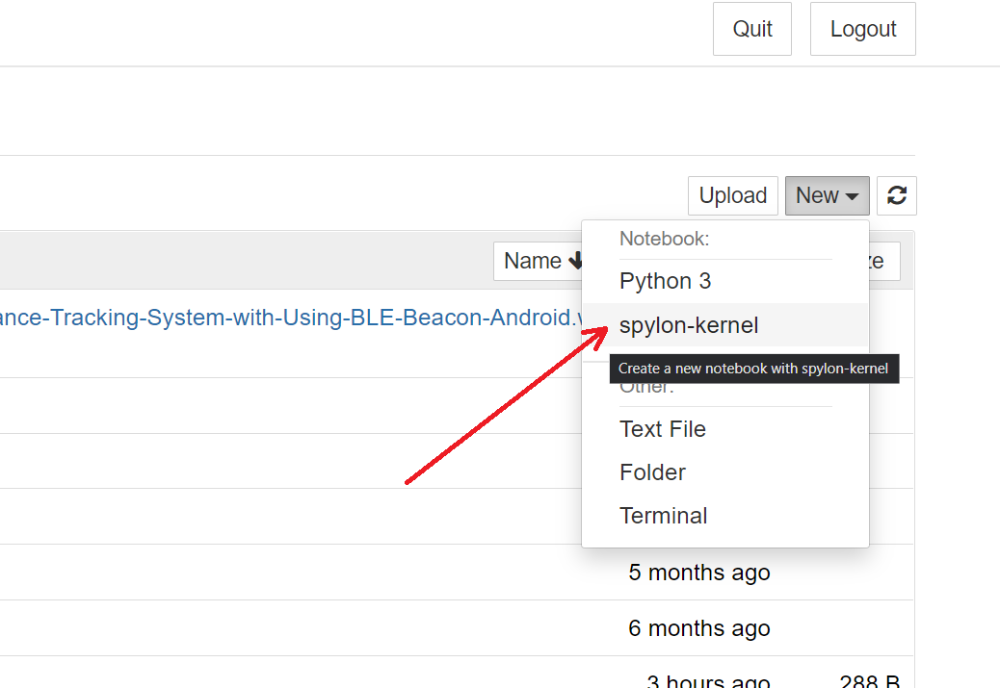 Quit Logout
Upload New
Notebook:
Name
Python 3
ance-Tracking-System-with-Using-BLE-Beacon-Android.
spylon-kernel
Create a new notebook with spylon-kernel
Other:
Text File
Folder
Terminal
5 months ago
6 months ago
3 hours ago 288 B